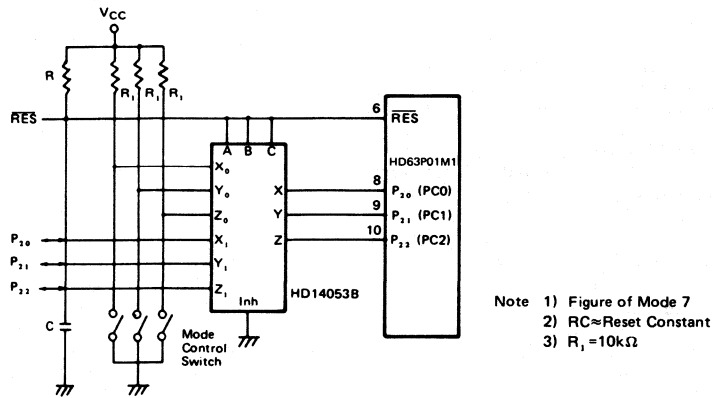 VCC
R
R1 R1 R1
RES
6
RES
A B C
HD63P01M1
X0
Y0
Z0
X1
Y1
Z1
Inh
X
Y
Z
8
P20 (PC0)
9
P21 (PC1)
10
P22 (PC2)
P20
P21
P22
HD14053B
C
Mode
Control
Switch
Note 1) Figure of Mode 7
2) RC≈Reset Constant
3) R1=10kΩ